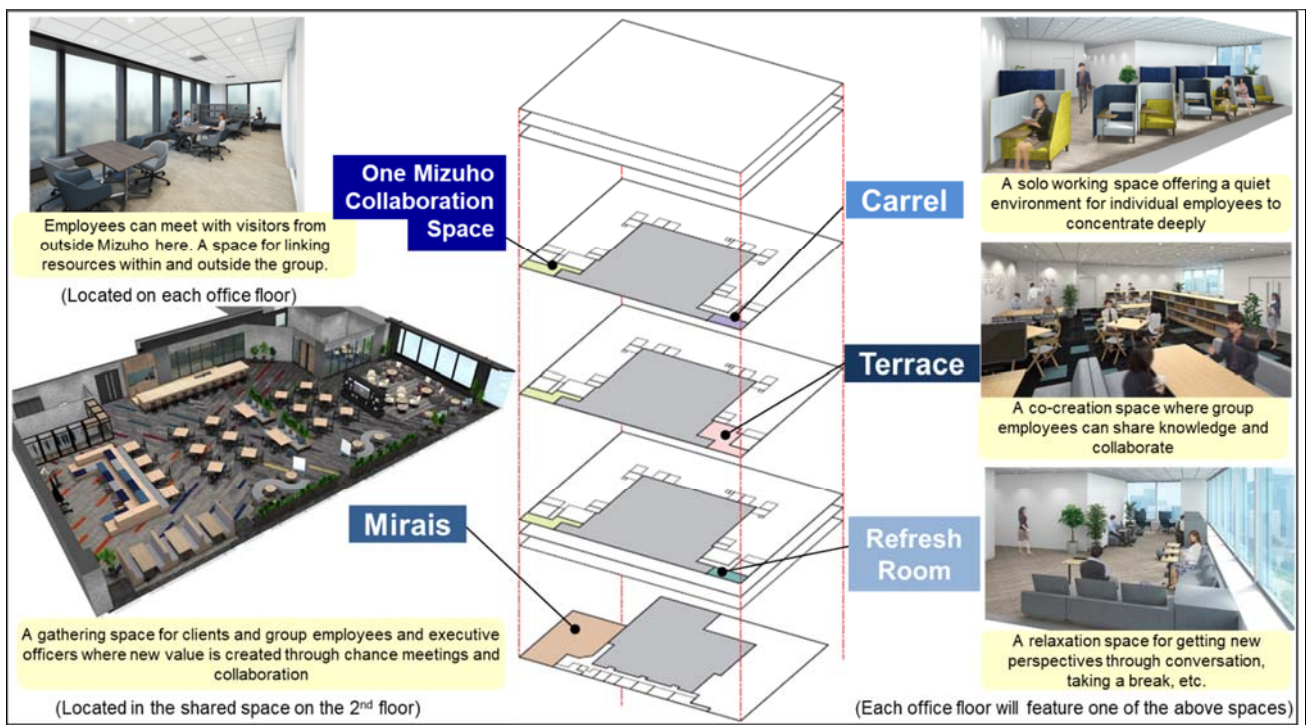 One Mizuho
Collaboration
Space
Employees can meet with visitors from
outside Mizuho here. A space for linking
resources within and outside the group.
(Located on each office floor)
Mirais
A gathering space for clients and group employees and executive
officers where new value is created through chance meetings and
collaboration
(Located in the shared space on the 2nd floor)
Carrel
A solo working space offering a quiet
environment for individual employees to
concentrate deeply
Terrace
A co-creation space where group
employees can share knowledge and
collaborate
Refresh
Room
A relaxation space for getting new
perspectives through conversation,
taking a break, etc.
(Each office floor will feature one of the above spaces)